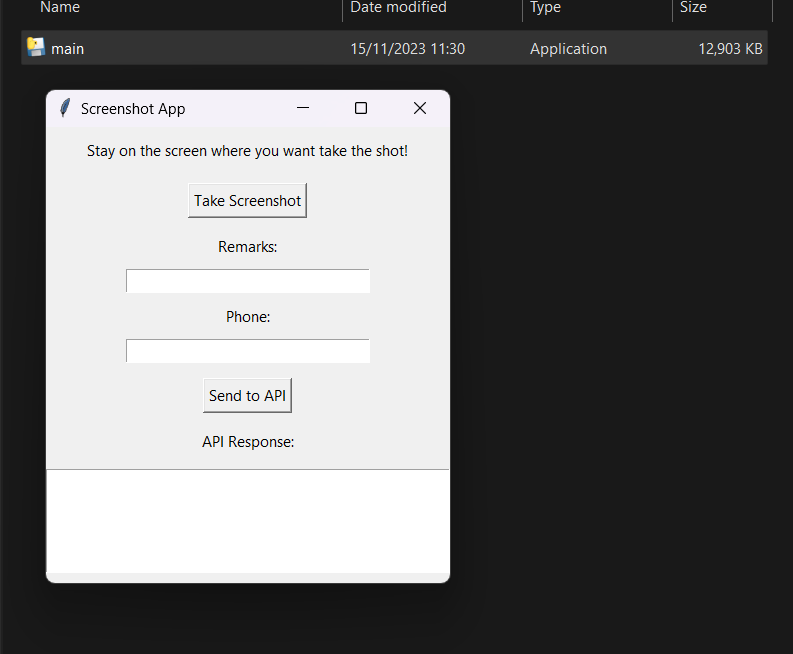 Name Date modified Type Size
main 15/11/2023 11:30 Application 12,903 KB
Screenshot App
Stay on the screen where you want take the shot!
Take Screenshot
Remarks:
Phone:
Send to API
API Response: